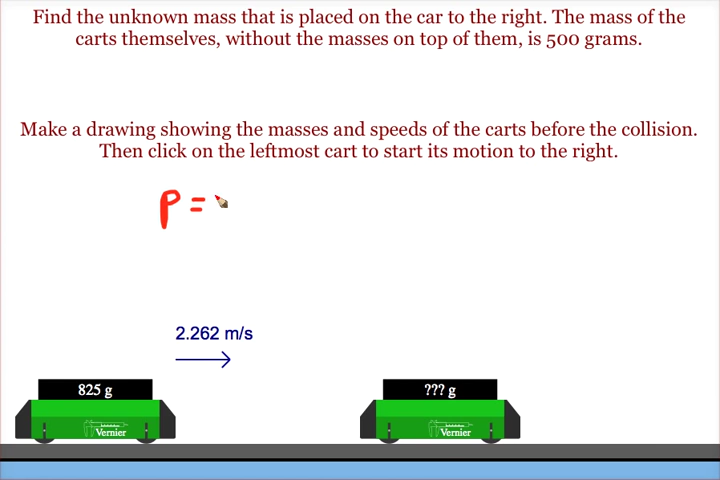 Find the unknown mass that is placed on the car to the right. The mass of the
carts themselves, without the masses on top of them, is 500 grams.
Make a drawing showing the masses and speeds of the carts before the collision.
Then click on the leftmost cart to start its motion to the right.
P =
2.262 m/s
825 g
??? g
Vernier
Vernier